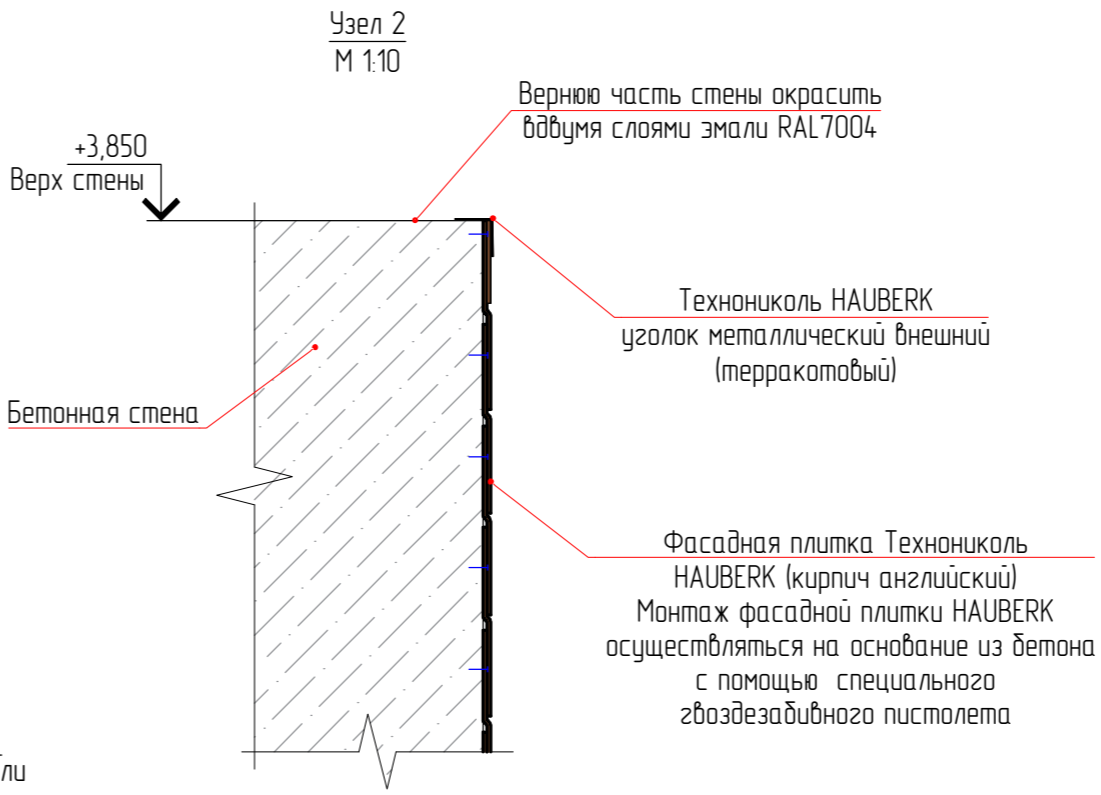 Узел 2
М 1:10
Вернюю часть стены окрасить
вдвумя слоями эмали RAL7004
+3,850
Верх стены
Технониколь HAUBERK
уголок металлический внешний
(терракотовый)
Бетонная стена
Фасадная плитка Технониколь
HAUBERK (кирпич английский)
Монтаж фасадной плитки HAUBERK
осуществляться на основание из бетона
с помощью специального
гвоздезабивного пистолета